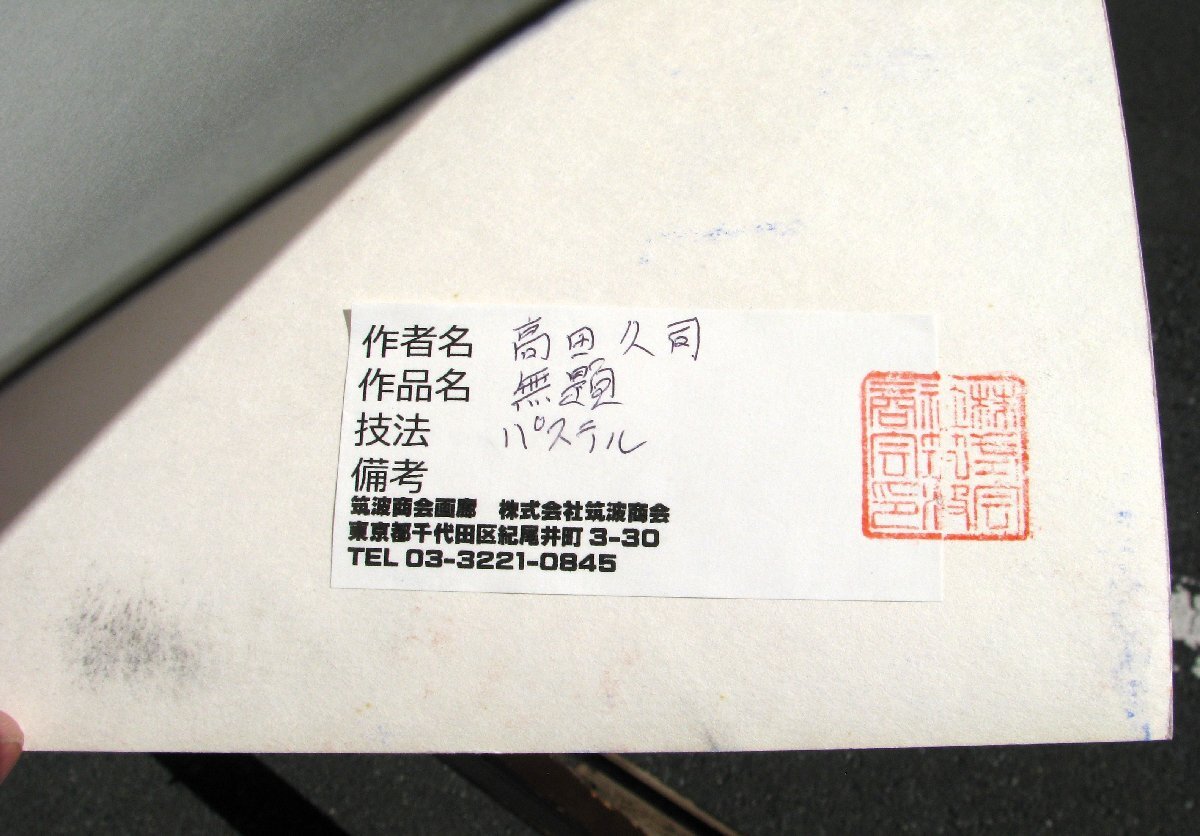 作者名 高田久司
作品名 無題
技法 パステル
備考
筑波商会画廊 株式会社筑波商会
東京都千代田区紀尾井町 3-30
TEL 03-3221-0845